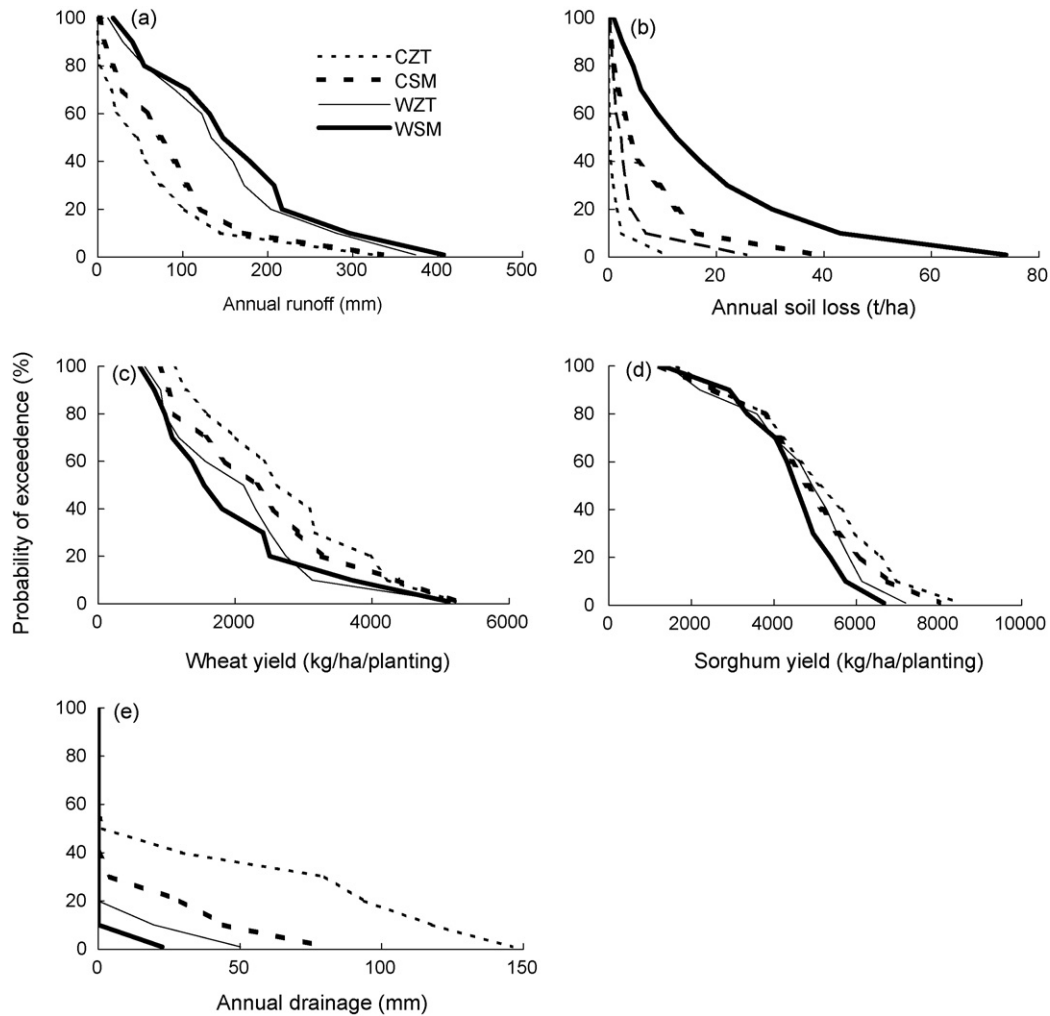 (a)
100
80
60
40
20
0
0 100 200 300 400 500
Annual runoff (mm)
CZT
CSM
WZT
WSM
(b)
100
80
60
40
20
0
0 20 40 60 80
Annual soil loss (t/ha)
Probability of exceedence (%)
(c)
100
80
60
40
20
0
0 2000 4000 6000
Wheat yield (kg/ha/planting)
(d)
100
80
60
40
20
0
0 2000 4000 6000 8000 10000
Sorghum yield (kg/ha/planting)
(e)
100
80
60
40
20
0
0 50 100 150
Annual drainage (mm)